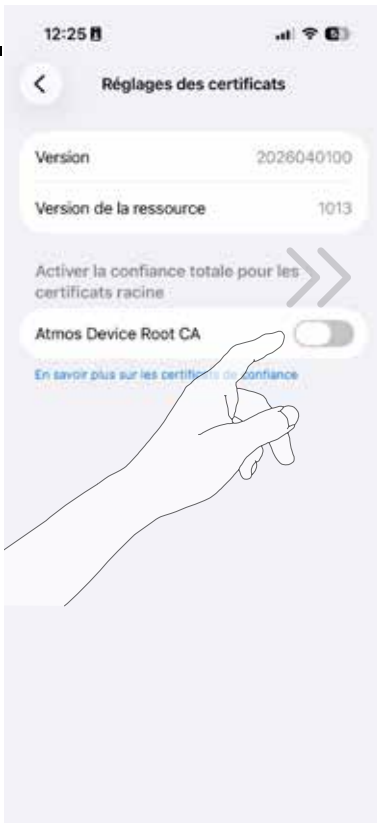 12:25
Réglages des certificats
Version 2026040100
Version de la ressource 1013
Activer la confiance totale pour les
certificats racine
Atmos Device Root CA
En savoir plus sur les certificats de confiance